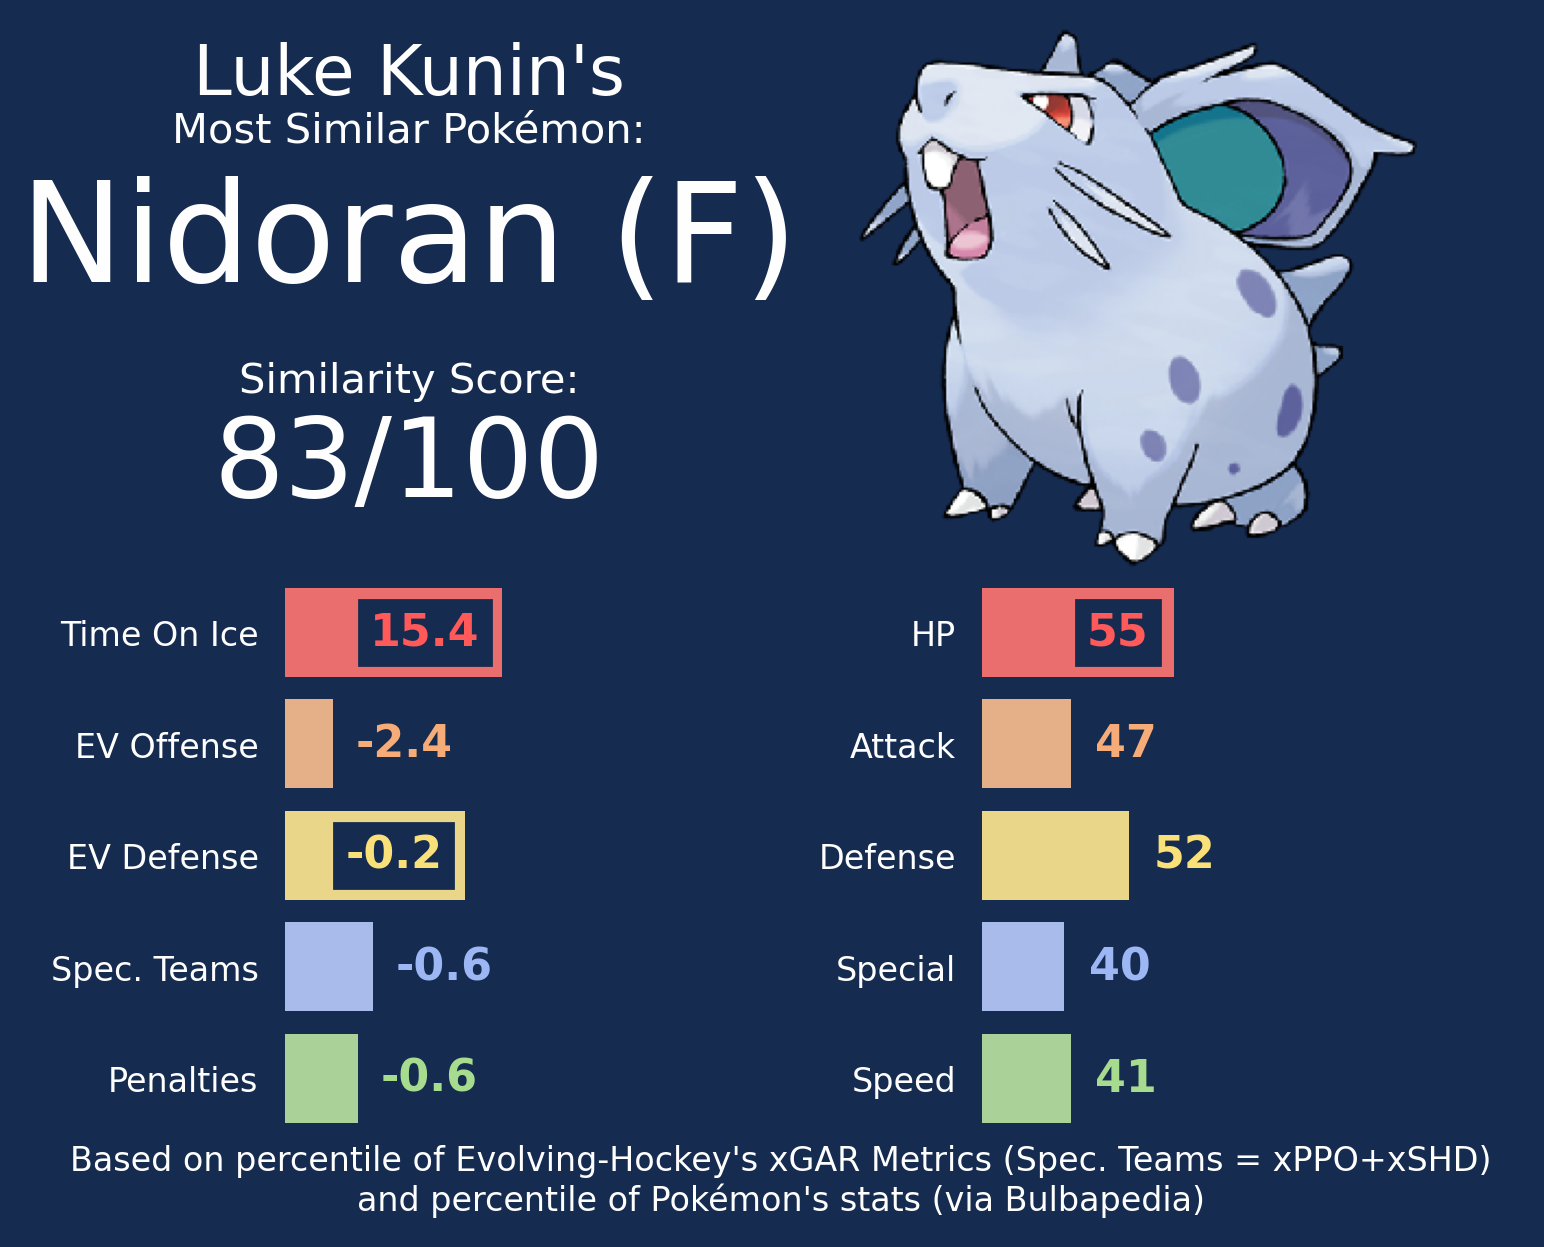 Luke Kunin's
Most Similar Pokémon:
Nidoran (F)
Similarity Score:
83/100
Time On Ice 15.4
EV Offense -2.4
EV Defense -0.2
Spec. Teams -0.6
Penalties -0.6
HP 55
Attack 47
Defense 52
Special 40
Speed 41
Based on percentile of Evolving-Hockey's xGAR Metrics (Spec. Teams = xPPO+xSHD)
and percentile of Pokémon's stats (via Bulbapedia)